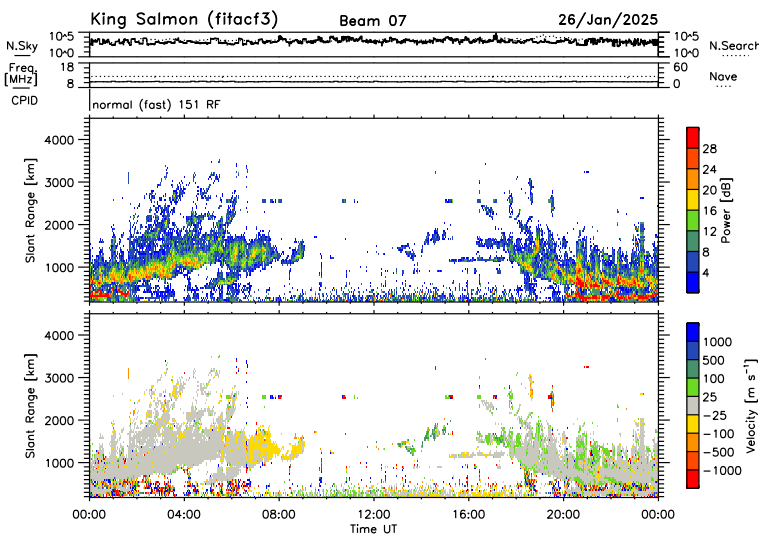 King Salmon (fitacf3) Beam 07 26/Jan/2025
N.Sky 10^5 10^0 10^5 10^0 N.Search
Freq. [MHz] 18 8 60 0 Nave
CPID normal (fast) 151 RF
Slant Range [km] 4000 3000 2000 1000
28 24 20 16 12 8 4 Power [dB]
Slant Range [km] 4000 3000 2000 1000
1000 500 100 25 −25 −100 −500 −1000 Velocity [m s⁻¹]
00:00 04:00 08:00 12:00 16:00 20:00 00:00
Time UT